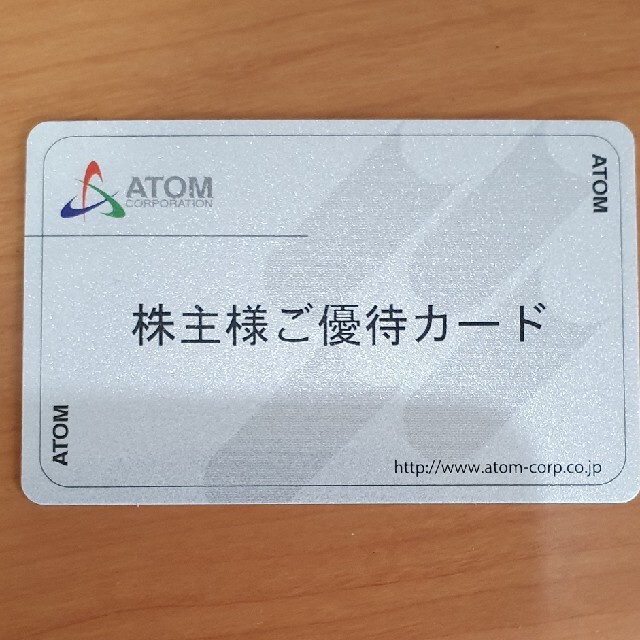 ATOM
CORPORATION
ATOM
株主様ご優待カード
ATOM
http://www.atom-corp.co.jp